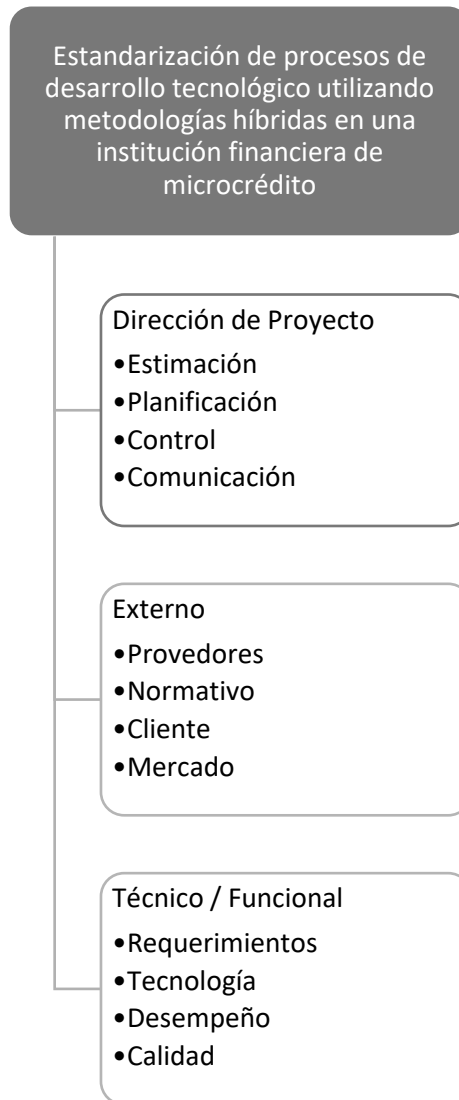 Estandarización de procesos de
desarrollo tecnológico utilizando
metodologías híbridas en una
institución financiera de
microcrédito
Dirección de Proyecto
•Estimación
•Planificación
•Control
•Comunicación
Externo
•Provedores
•Normativo
•Cliente
•Mercado
Técnico / Funcional
•Requerimientos
•Tecnología
•Desempeño
•Calidad